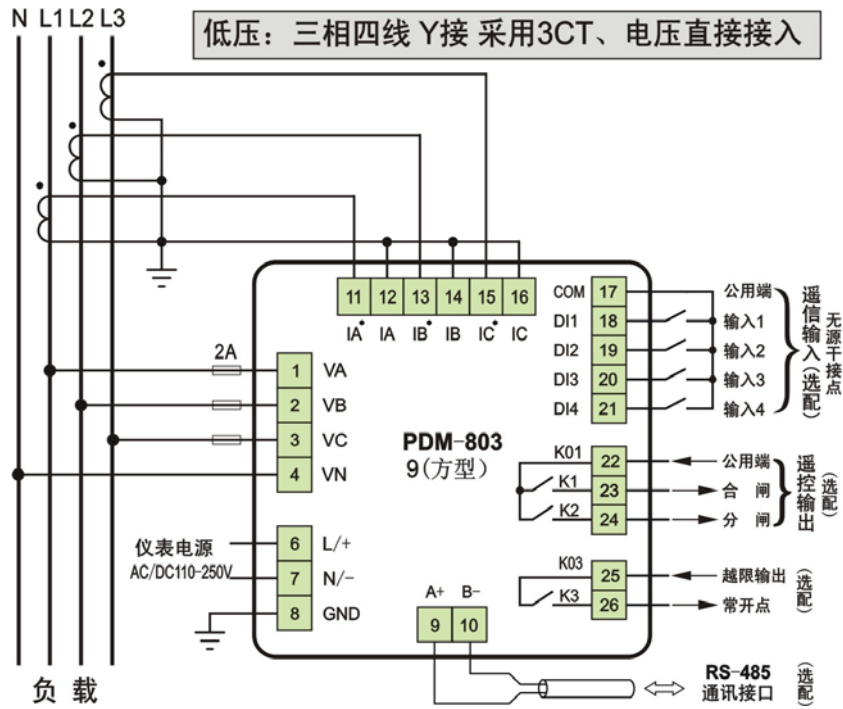 N L1 L2 L3
低压：三相四线 Y接 采用3CT、电压直接接入
11 12 13 14 15 16
IA• IA IB• IB IC• IC
2A
1 VA
2 VB
3 VC
4 VN
PDM-803
9(方型)
仪表电源
AC/DC110-250V
6 L/+
7 N/-
8 GND
A+ B-
9 10
COM 17 公用端
DI1 18 输入1
DI2 19 输入2
DI3 20 输入3
DI4 21 输入4
遥信输入(选配)
无源干接点
K01 22 公用端
K1 23 合 闸
K2 24 分 闸
遥控输出
(选配)
K03 25 越限输出
K3 26 常开点
(选配)
RS-485
通讯接口
(选配)
负 载